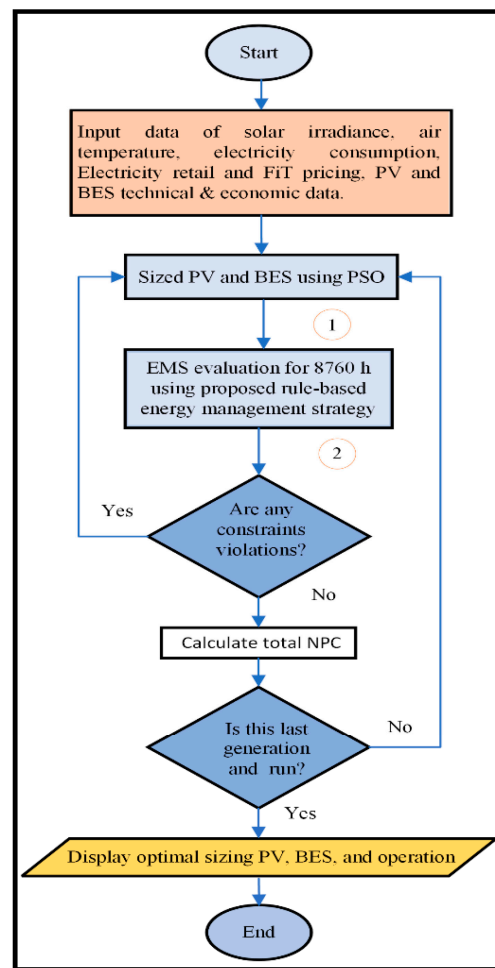 Start
Input data of solar irradiance, air
temperature, electricity consumption,
Electricity retail and FiT pricing, PV and
BES technical & economic data.
Sized PV and BES using PSO
1
EMS evaluation for 8760 h
using proposed rule-based
energy management strategy
2
Yes
Are any
constraints
violations?
No
Calculate total NPC
Is this last
generation
and run?
No
Yes
Display optimal sizing PV, BES, and operation
End